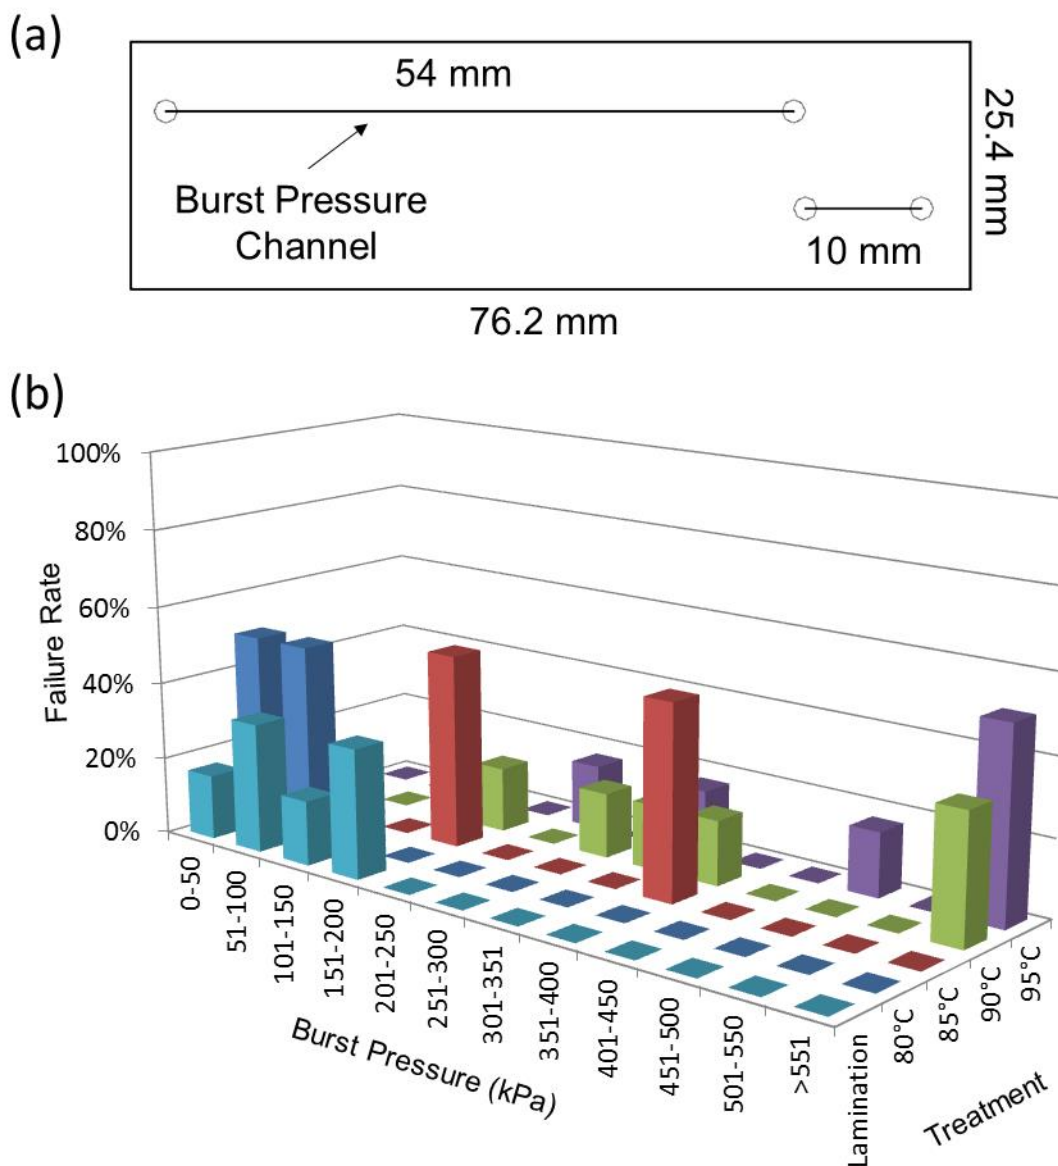 (a)
54 mm
Burst Pressure
Channel
25.4 mm
10 mm
76.2 mm
(b)
100%
80%
60%
40%
20%
0%
Failure Rate
0-50
51-100
101-150
151-200
201-250
251-300
301-351
351-400
401-450
451-500
501-550
>551
Burst Pressure (kPa)
Lamination
80°C
85°C
90°C
95°C
Treatment